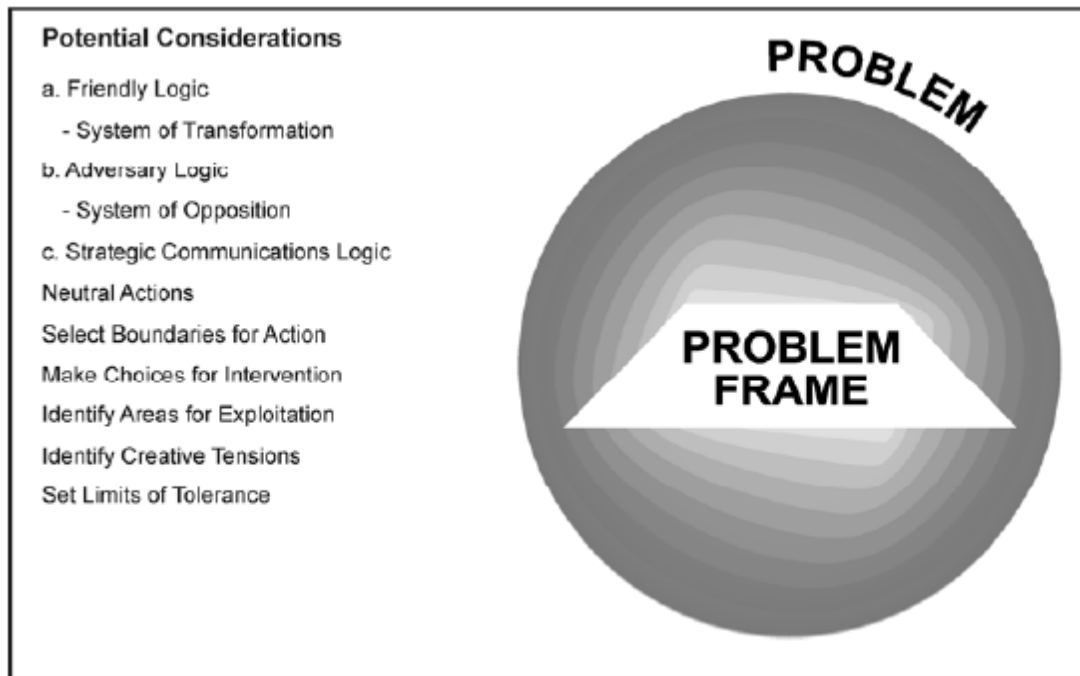 Potential Considerations
a. Friendly Logic
- System of Transformation
b. Adversary Logic
- System of Opposition
c. Strategic Communications Logic
Neutral Actions
Select Boundaries for Action
Make Choices for Intervention
Identify Areas for Exploitation
Identify Creative Tensions
Set Limits of Tolerance
PROBLEM
PROBLEM
FRAME